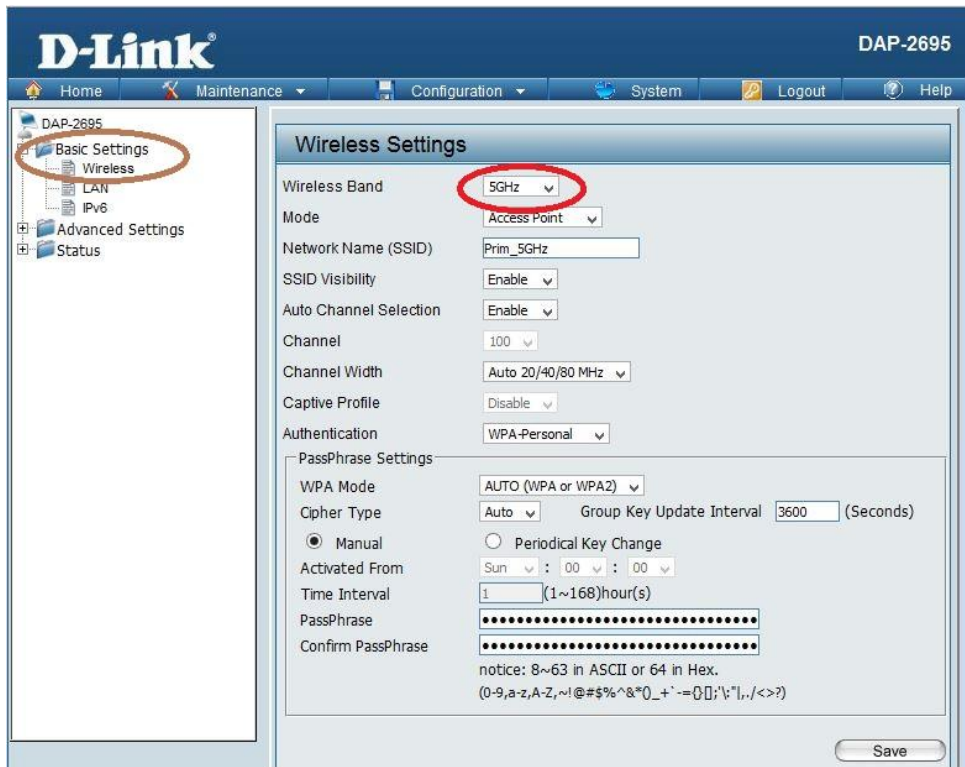 D-Link®
DAP-2695
Home Maintenance Configuration System Logout Help
DAP-2695
Basic Settings
Wireless
LAN
IPv6
Advanced Settings
Status
Wireless Settings
Wireless Band 5GHz
Mode Access Point
Network Name (SSID) Prim_5GHz
SSID Visibility Enable
Auto Channel Selection Enable
Channel 100
Channel Width Auto 20/40/80 MHz
Captive Profile Disable
Authentication WPA-Personal
PassPhrase Settings
WPA Mode AUTO (WPA or WPA2)
Cipher Type Auto Group Key Update Interval 3600 (Seconds)
Manual Periodical Key Change
Activated From Sun : 00 : 00
Time Interval 1 (1~168)hour(s)
PassPhrase ••••••••••••••••••••••••••••••••
Confirm PassPhrase ••••••••••••••••••••••••••••••••
notice: 8~63 in ASCII or 64 in Hex.
(0-9,a-z,A-Z,~!@#$%^&*()_+`-={}[];'\:"|,./<>?)
Save